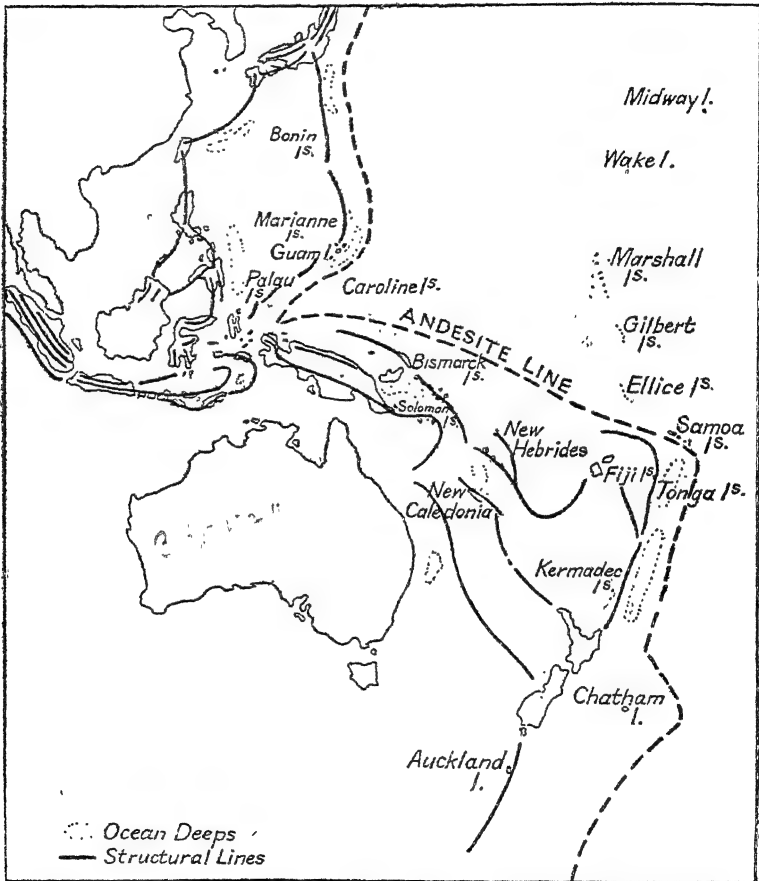 Midway I.
Wake I.
Bonin
Is.
Marianne
Is.
Guam I.
Palau
Is.
Caroline Is.
Marshall
Is.
Gilbert
Is.
ANDESITE LINE
Bismarck
Is.
Ellice Is.
Solomon
Is.
Samoa
Is.
New
Hebrides
Fiji Is.
Tonga Is.
New
Caledonia
Kermadec
Is.
Chatham
I.
Auckland
I.
Ocean Deeps
Structural Lines